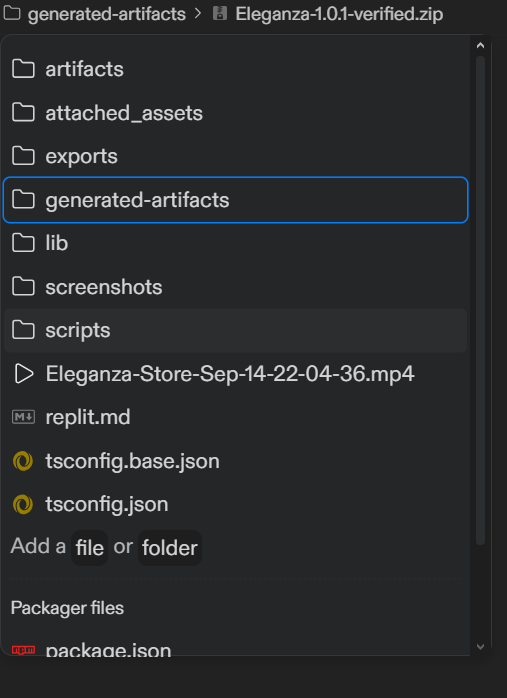 generated-artifacts > Eleganza-1.0.1-verified.zip
artifacts
attached_assets
exports
generated-artifacts
lib
screenshots
scripts
Eleganza-Store-Sep-14-22-04-36.mp4
replit.md
tsconfig.base.json
tsconfig.json
Add a file or folder
Packager files
package.json